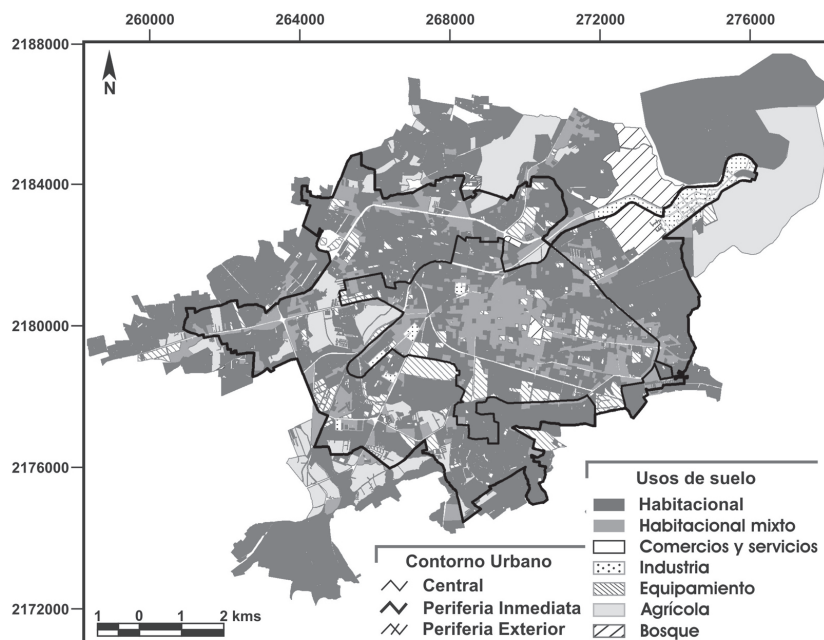 260000 264000 268000 272000 276000
2188000
N
2184000
2180000
2176000
2172000
Usos de suelo
Habitacional
Habitacional mixto
Comercios y servicios
Industria
Equipamiento
Agrícola
Bosque
Contorno Urbano
Central
Periferia Inmediata
Periferia Exterior
1 0 1 2 kms